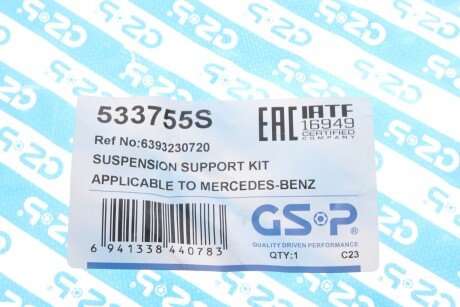 533755S
Ref No:6393230720
SUSPENSION SUPPORT KIT
APPLICABLE TO MERCEDES-BENZ
EAC IATF
16949
CERTIFIED
COMPANY
GSP
QUALITY DRIVEN PERFORMANCE
QTY:1 C23
6 941338 440783